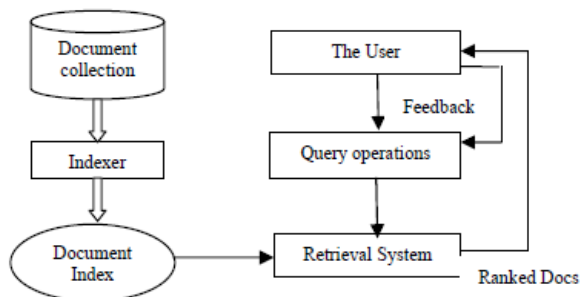 Document
collection
The User
Feedback
Indexer
Query operations
Document
Index
Retrieval System
Ranked Docs